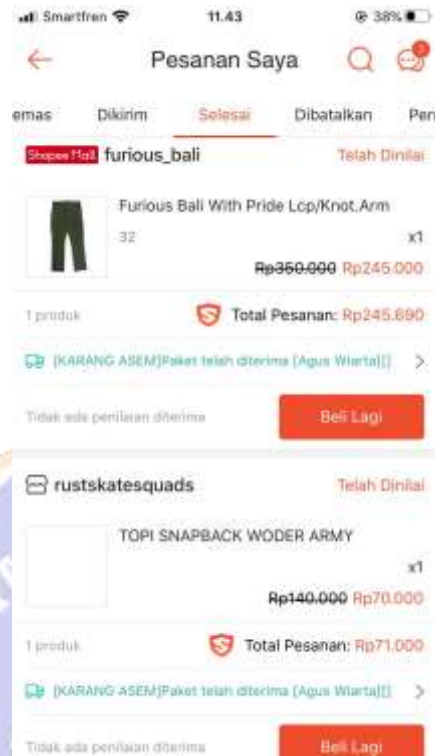 Smartfren 11.43 38%
Pesanan Saya
emas Dikirim Selesai Dibatalkan Pen
Shopee Mall furious_bali Telah Dinilai
Furious Bali With Pride Lcp/Knot.Arm
32 x1
Rp350.000 Rp245.000
1 produk Total Pesanan: Rp245.690
[KARANG ASEM]Paket telah diterima [Agus Wiarta][]
Tidak ada penilaian diterima Beli Lagi
rustskatesquads Telah Dinilai
TOPI SNAPBACK WODER ARMY
x1
Rp140.000 Rp70.000
1 produk Total Pesanan: Rp71.000
[KARANG ASEM]Paket telah diterima [Agus Wiarta][]
Tidak ada penilaian diterima Beli Lagi